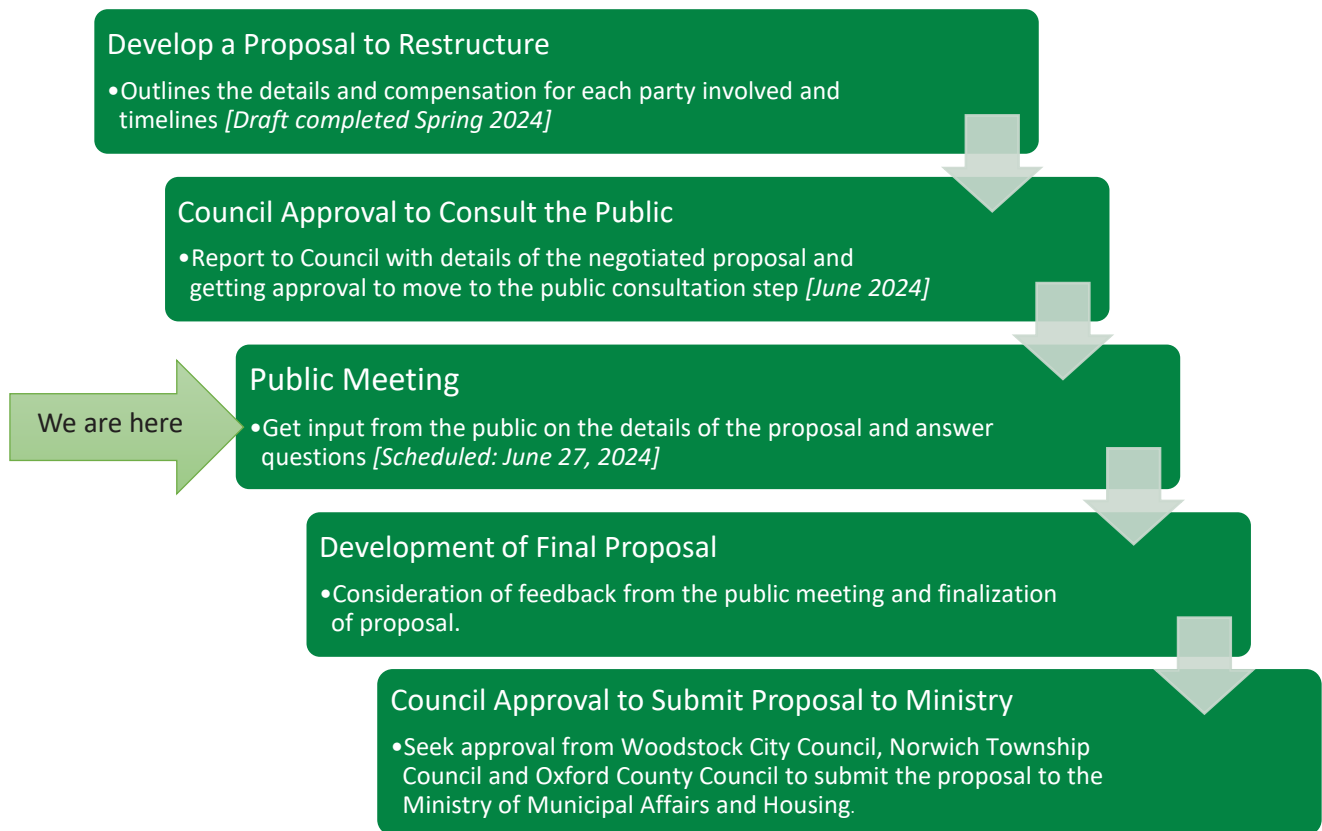 Develop a Proposal to Restructure
•Outlines the details and compensation for each party involved and
timelines [Draft completed Spring 2024]
Council Approval to Consult the Public
•Report to Council with details of the negotiated proposal and
getting approval to move to the public consultation step [June 2024]
We are here
Public Meeting
•Get input from the public on the details of the proposal and answer
questions [Scheduled: June 27, 2024]
Development of Final Proposal
•Consideration of feedback from the public meeting and finalization
of proposal.
Council Approval to Submit Proposal to Ministry
•Seek approval from Woodstock City Council, Norwich Township
Council and Oxford County Council to submit the proposal to the
Ministry of Municipal Affairs and Housing.